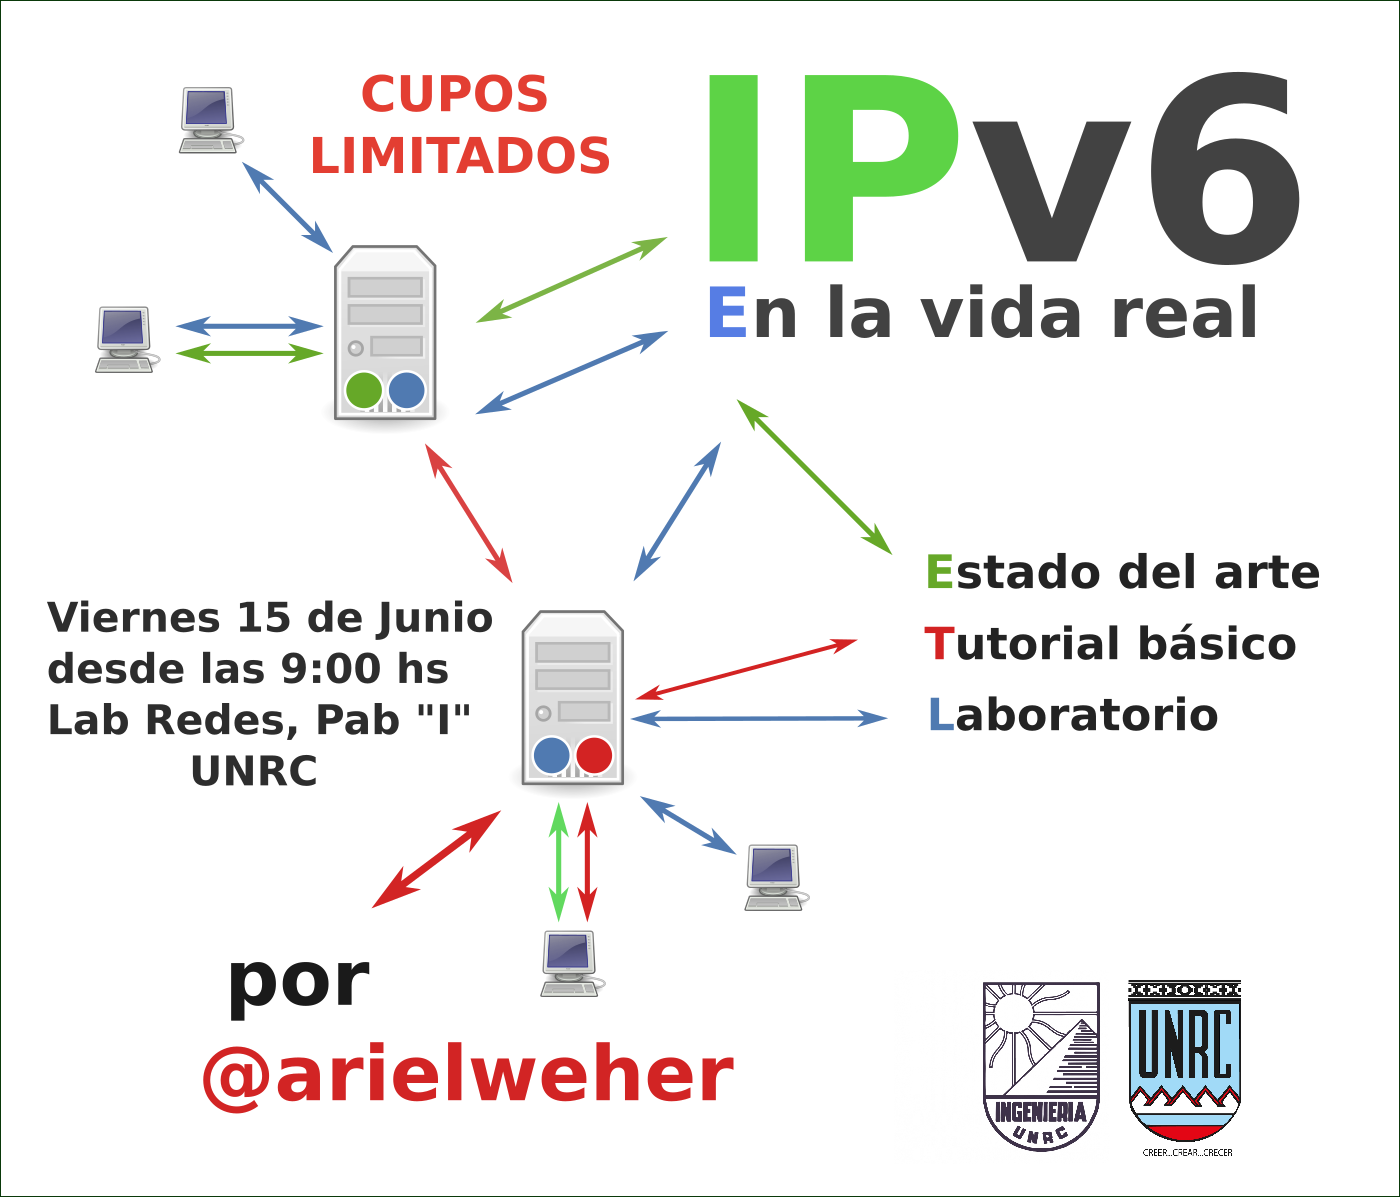 CUPOS
LIMITADOS
IPv6
En la vida real
Estado del arte
Tutorial básico
Laboratorio
Viernes 15 de Junio
desde las 9:00 hs
Lab Redes, Pab "I"
UNRC
por
@arielweher
INGENIERIA
UNRC
UNRC
CREER...CREAR...CRECER